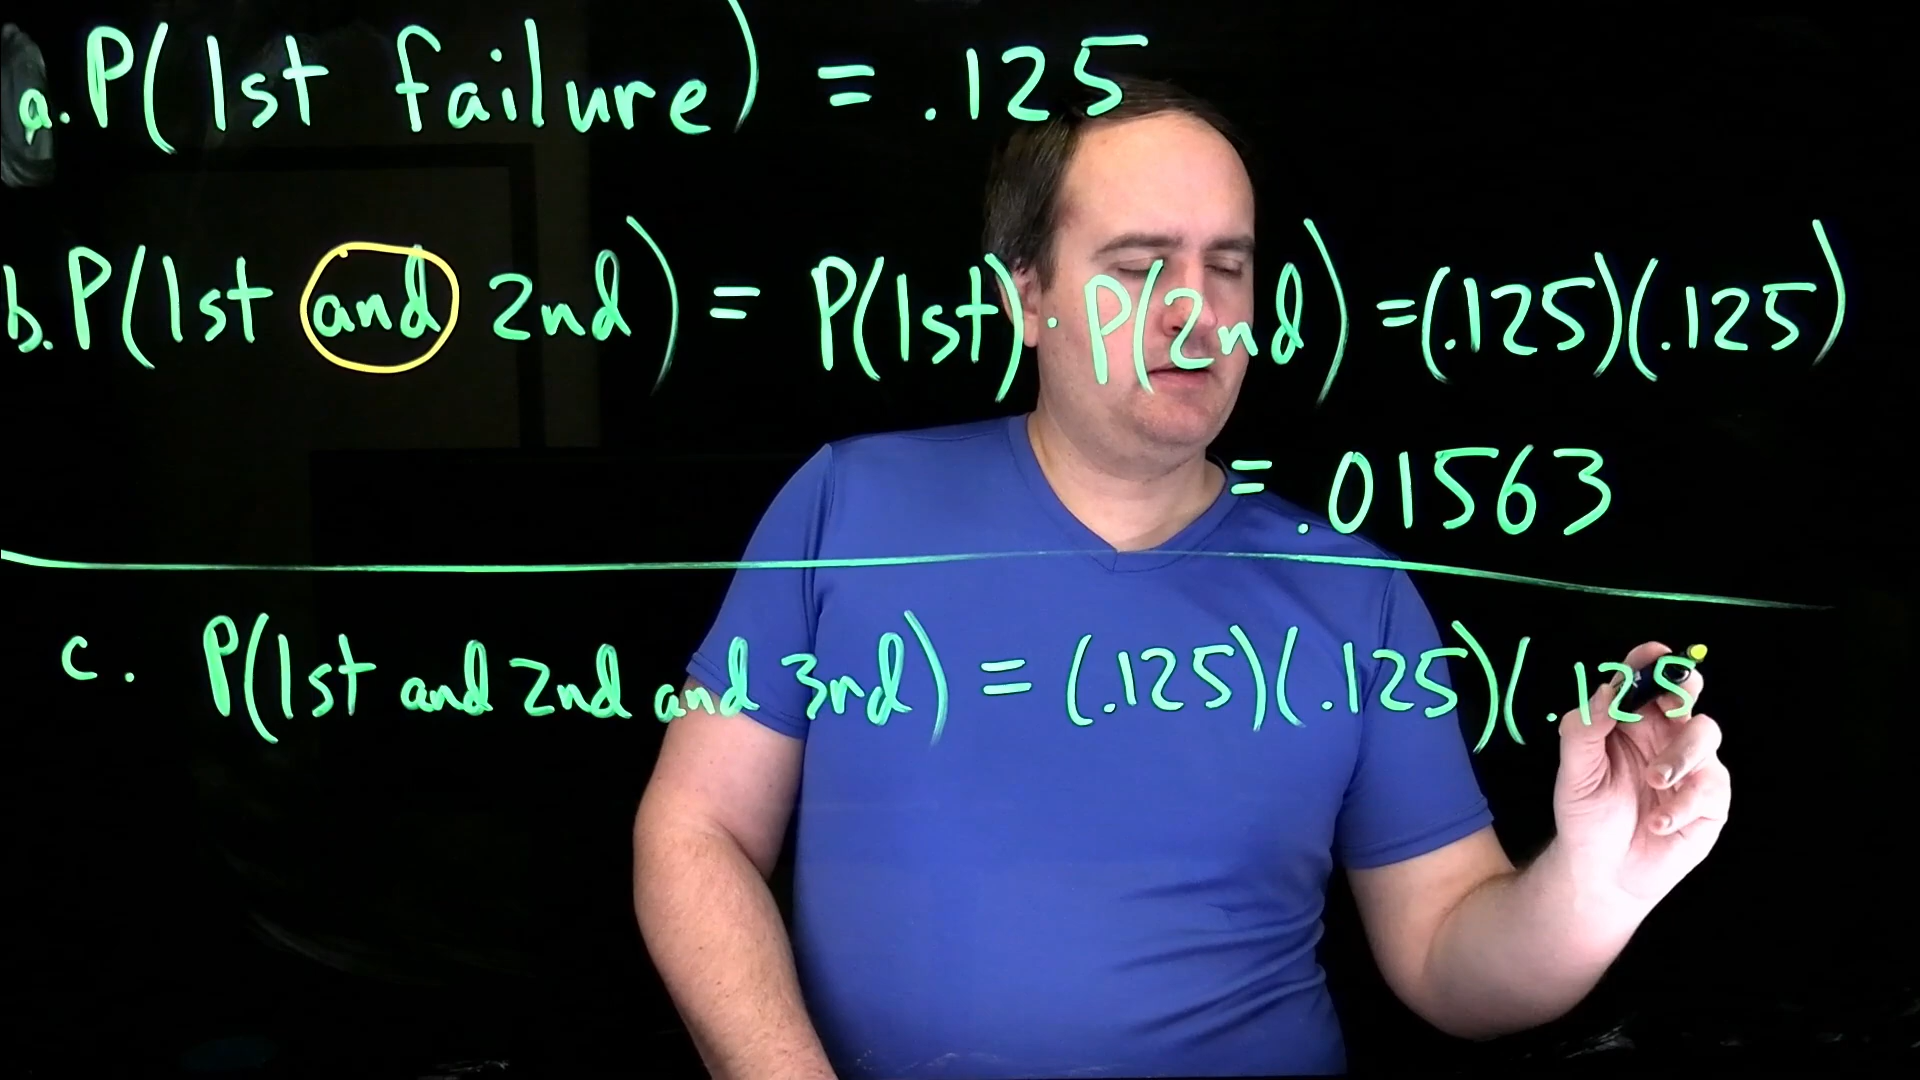 a. P(1st failure) = .125
b. P(1st and 2nd) = P(1st) · P(2nd) = (.125)(.125)
= .01563
c. P(1st and 2nd and 3rd) = (.125)(.125)(.125